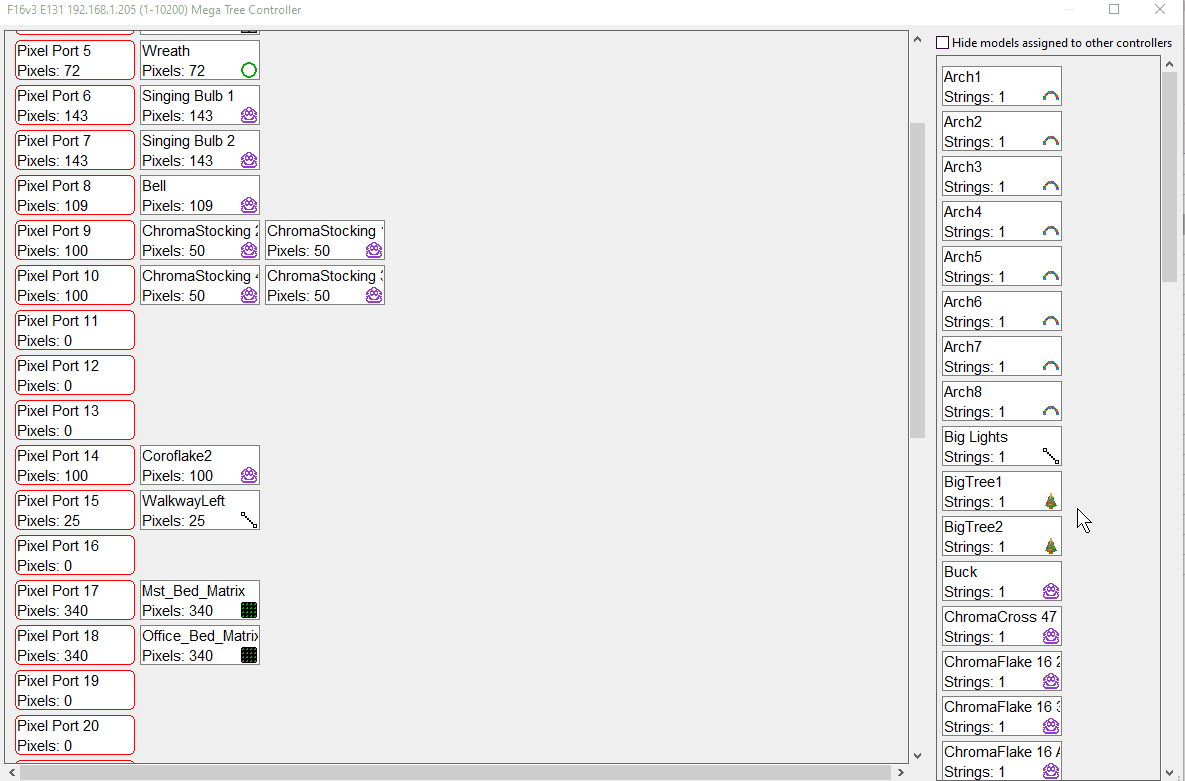 F16v3 E131 192.168.1.205 (1-10200) Mega Tree Controller
Pixel Port 5
Pixels: 72
Wreath
Pixels: 72
Pixel Port 6
Pixels: 143
Singing Bulb 1
Pixels: 143
Pixel Port 7
Pixels: 143
Singing Bulb 2
Pixels: 143
Pixel Port 8
Pixels: 109
Bell
Pixels: 109
Pixel Port 9
Pixels: 100
ChromaStocking 2
Pixels: 50
ChromaStocking
Pixels: 50
Pixel Port 10
Pixels: 100
ChromaStocking
Pixels: 50
ChromaStocking
Pixels: 50
Pixel Port 11
Pixels: 0
Pixel Port 12
Pixels: 0
Pixel Port 13
Pixels: 0
Pixel Port 14
Pixels: 100
Coroflake2
Pixels: 100
Pixel Port 15
Pixels: 25
WalkwayLeft
Pixels: 25
Pixel Port 16
Pixels: 0
Pixel Port 17
Pixels: 340
Mst_Bed_Matrix
Pixels: 340
Pixel Port 18
Pixels: 340
Office_Bed_Matrix
Pixels: 340
Pixel Port 19
Pixels: 0
Pixel Port 20
Pixels: 0
Hide models assigned to other controllers
Arch1
Strings: 1
Arch2
Strings: 1
Arch3
Strings: 1
Arch4
Strings: 1
Arch5
Strings: 1
Arch6
Strings: 1
Arch7
Strings: 1
Arch8
Strings: 1
Big Lights
Strings: 1
BigTree1
Strings: 1
BigTree2
Strings: 1
Buck
Strings: 1
ChromaCross 47
Strings: 1
ChromaFlake 16 2
Strings: 1
ChromaFlake 16 3
Strings: 1
ChromaFlake 16 A
Strings: 1